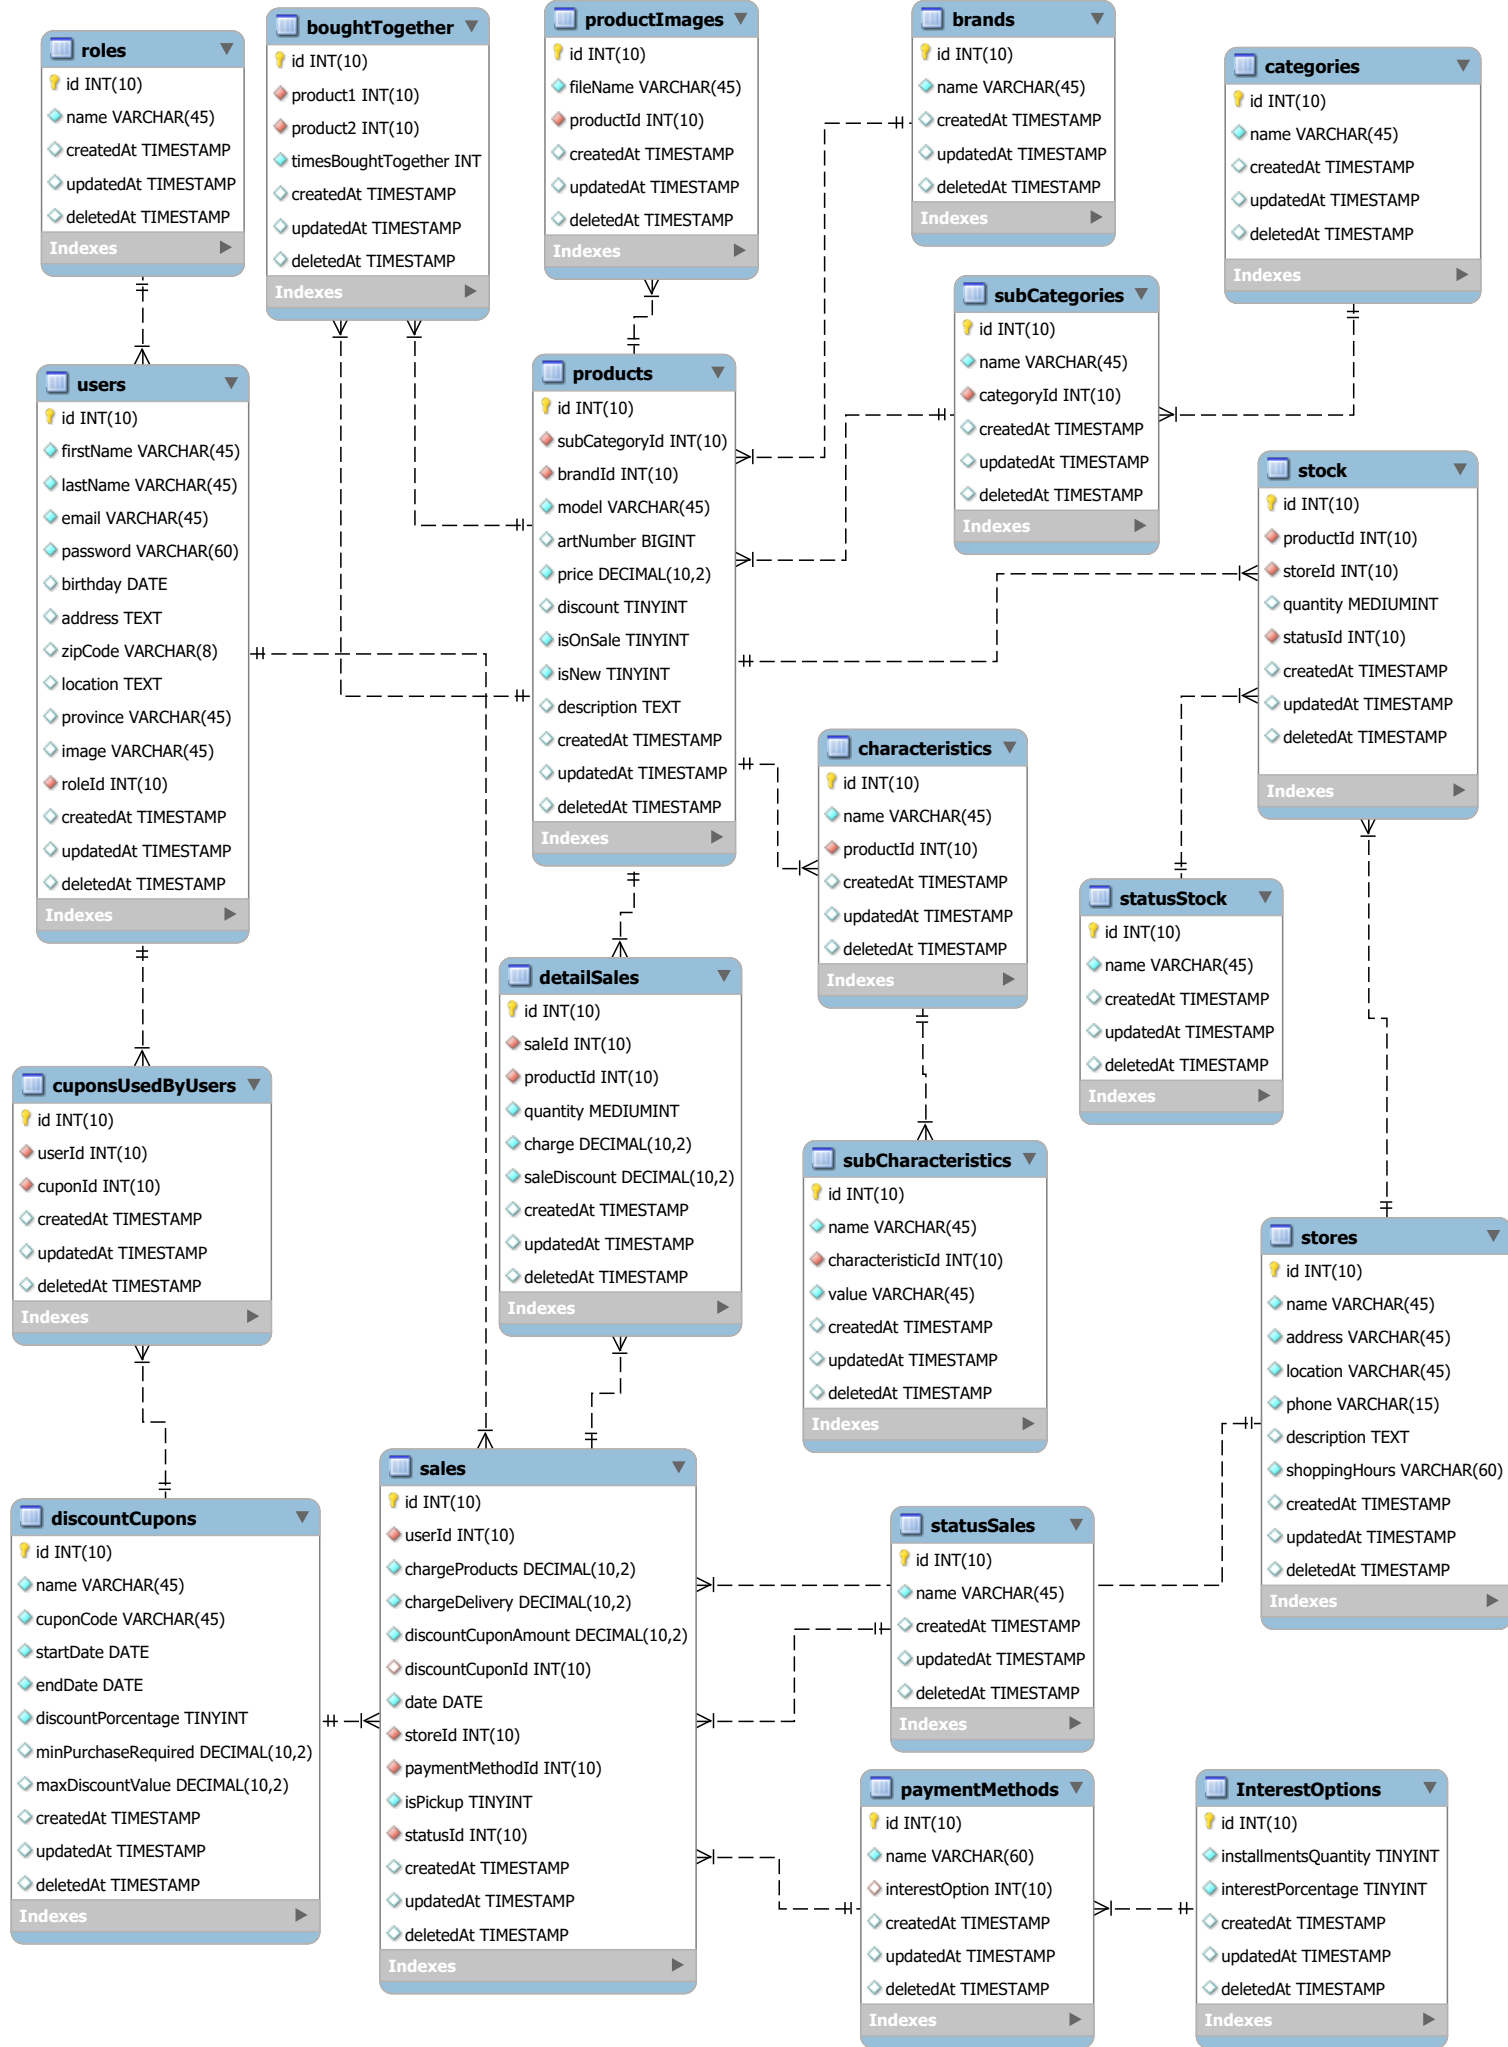 roles
id INT(10)
name VARCHAR(45)
createdAt TIMESTAMP
updatedAt TIMESTAMP
deletedAt TIMESTAMP
Indexes
boughtTogether
id INT(10)
product1 INT(10)
product2 INT(10)
timesBoughtTogether INT
createdAt TIMESTAMP
updatedAt TIMESTAMP
deletedAt TIMESTAMP
Indexes
productImages
id INT(10)
fileName VARCHAR(45)
productId INT(10)
createdAt TIMESTAMP
updatedAt TIMESTAMP
deletedAt TIMESTAMP
Indexes
brands
id INT(10)
name VARCHAR(45)
createdAt TIMESTAMP
updatedAt TIMESTAMP
deletedAt TIMESTAMP
Indexes
categories
id INT(10)
name VARCHAR(45)
createdAt TIMESTAMP
updatedAt TIMESTAMP
deletedAt TIMESTAMP
Indexes
subCategories
id INT(10)
name VARCHAR(45)
categoryId INT(10)
createdAt TIMESTAMP
updatedAt TIMESTAMP
deletedAt TIMESTAMP
Indexes
users
id INT(10)
firstName VARCHAR(45)
lastName VARCHAR(45)
email VARCHAR(45)
password VARCHAR(60)
birthday DATE
address TEXT
zipCode VARCHAR(8)
location TEXT
province VARCHAR(45)
image VARCHAR(45)
roleId INT(10)
createdAt TIMESTAMP
updatedAt TIMESTAMP
deletedAt TIMESTAMP
Indexes
products
id INT(10)
subCategoryId INT(10)
brandId INT(10)
model VARCHAR(45)
artNumber BIGINT
price DECIMAL(10,2)
discount TINYINT
isOnSale TINYINT
isNew TINYINT
description TEXT
createdAt TIMESTAMP
updatedAt TIMESTAMP
deletedAt TIMESTAMP
Indexes
stock
id INT(10)
productId INT(10)
storeId INT(10)
quantity MEDIUMINT
statusId INT(10)
createdAt TIMESTAMP
updatedAt TIMESTAMP
deletedAt TIMESTAMP
Indexes
characteristics
id INT(10)
name VARCHAR(45)
productId INT(10)
createdAt TIMESTAMP
updatedAt TIMESTAMP
deletedAt TIMESTAMP
Indexes
statusStock
id INT(10)
name VARCHAR(45)
createdAt TIMESTAMP
updatedAt TIMESTAMP
deletedAt TIMESTAMP
Indexes
detailSales
id INT(10)
saleId INT(10)
productId INT(10)
quantity MEDIUMINT
charge DECIMAL(10,2)
saleDiscount DECIMAL(10,2)
createdAt TIMESTAMP
updatedAt TIMESTAMP
deletedAt TIMESTAMP
Indexes
cuponsUsedByUsers
id INT(10)
userId INT(10)
cuponId INT(10)
createdAt TIMESTAMP
updatedAt TIMESTAMP
deletedAt TIMESTAMP
Indexes
subCharacteristics
id INT(10)
name VARCHAR(45)
characteristicId INT(10)
value VARCHAR(45)
createdAt TIMESTAMP
updatedAt TIMESTAMP
deletedAt TIMESTAMP
Indexes
stores
id INT(10)
name VARCHAR(45)
address VARCHAR(45)
location VARCHAR(45)
phone VARCHAR(15)
description TEXT
shoppingHours VARCHAR(60)
createdAt TIMESTAMP
updatedAt TIMESTAMP
deletedAt TIMESTAMP
Indexes
discountCupons
id INT(10)
name VARCHAR(45)
cuponCode VARCHAR(45)
startDate DATE
endDate DATE
discountPorcentage TINYINT
minPurchaseRequired DECIMAL(10,2)
maxDiscountValue DECIMAL(10,2)
createdAt TIMESTAMP
updatedAt TIMESTAMP
deletedAt TIMESTAMP
Indexes
sales
id INT(10)
userId INT(10)
chargeProducts DECIMAL(10,2)
chargeDelivery DECIMAL(10,2)
discountCuponAmount DECIMAL(10,2)
discountCuponId INT(10)
date DATE
storeId INT(10)
paymentMethodId INT(10)
isPickup TINYINT
statusId INT(10)
createdAt TIMESTAMP
updatedAt TIMESTAMP
deletedAt TIMESTAMP
Indexes
statusSales
id INT(10)
name VARCHAR(45)
createdAt TIMESTAMP
updatedAt TIMESTAMP
deletedAt TIMESTAMP
Indexes
paymentMethods
id INT(10)
name VARCHAR(60)
interestOption INT(10)
createdAt TIMESTAMP
updatedAt TIMESTAMP
deletedAt TIMESTAMP
Indexes
InterestOptions
id INT(10)
installmentsQuantity TINYINT
interestPorcentage TINYINT
createdAt TIMESTAMP
updatedAt TIMESTAMP
deletedAt TIMESTAMP
Indexes